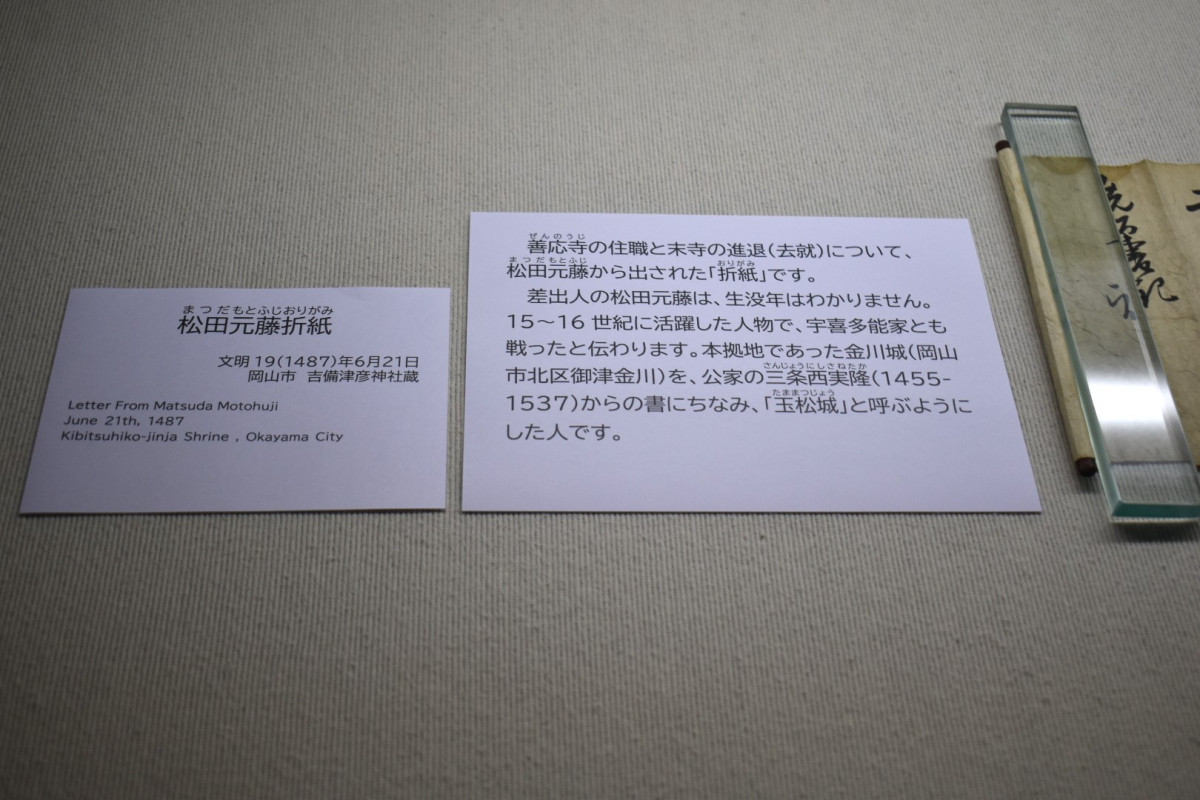 まつだもとふじおりがみ
松田元藤折紙
文明19(1487)年6月21日
岡山市 吉備津彦神社蔵
Letter From Matsuda Motohuji
June 21th, 1487
Kibitsuhiko-jinja Shrine , Okayama City
ぜんのうじ
善応寺の住職と末寺の進退(去就)について、
まつだもとふじ おりがみ
松田元藤から出された「折紙」です。
差出人の松田元藤は、生没年はわかりません。
15～16世紀に活躍した人物で、宇喜多能家とも
戦ったと伝わります。本拠地であった金川城(岡山
さんじょうにしさねたか
市北区御津金川)を、公家の三条西実隆(1455-
たままつじょう
1537)からの書にちなみ、「玉松城」と呼ぶように
した人です。